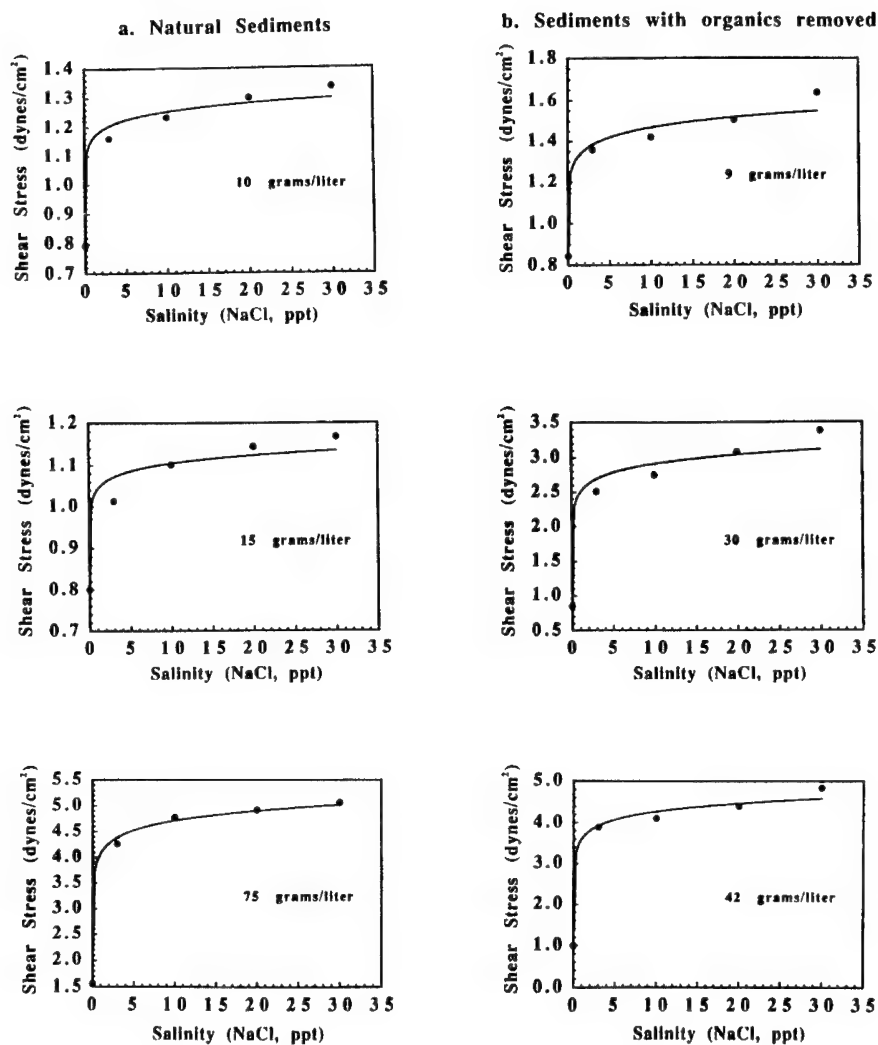 a. Natural Sediments
b. Sediments with organics removed
Shear Stress (dynes/cm²)
1.4
1.3
1.2
1.1
1.0
0.9
0.8
0.7
10 grams/liter
0 5 10 15 20 25 30 35
Salinity (NaCl, ppt)
Shear Stress (dynes/cm²)
1.8
1.6
1.4
1.2
1.0
0.8
9 grams/liter
0 5 10 15 20 25 30 35
Salinity (NaCl, ppt)
Shear Stress (dynes/cm²)
1.2
1.1
1.0
0.9
0.8
0.7
15 grams/liter
0 5 10 15 20 25 30 35
Salinity (NaCl, ppt)
Shear Stress (dynes/cm²)
3.5
3.0
2.5
2.0
1.5
1.0
0.5
30 grams/liter
0 5 10 15 20 25 30 35
Salinity (NaCl, ppt)
Shear Stress (dynes/cm²)
5.5
5.0
4.5
4.0
3.5
3.0
2.5
2.0
1.5
75 grams/liter
0 5 10 15 20 25 30 35
Salinity (NaCl, ppt)
Shear Stress (dynes/cm²)
5.0
4.0
3.0
2.0
1.0
0.0
42 grams/liter
0 5 10 15 20 25 30 35
Salinity (NaCl, ppt)